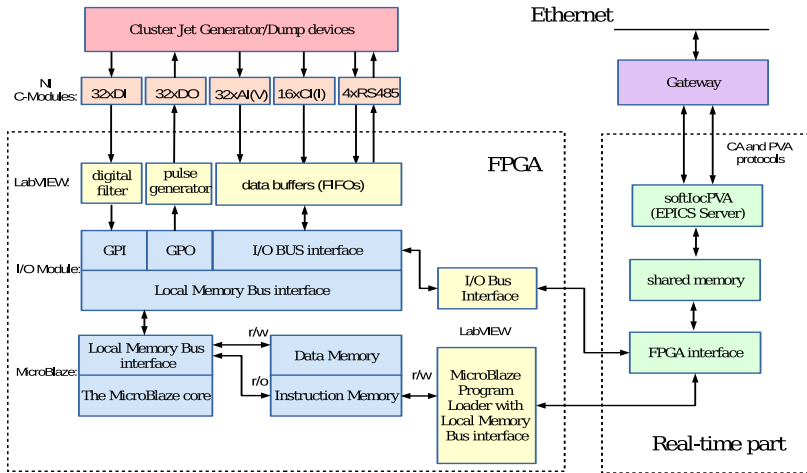 Ethernet
Cluster Jet Generator/Dump devices
NI
C-Modules:
32xDI
32xDO
32xAI(V)
16xCI(I)
4xRS485
Gateway
CA and PVA
protocols
FPGA
LabVIEW:
digital
filter
pulse
generator
data buffers (FIFOs)
softIocPVA
(EPICS Server)
I/O Module:
GPI
GPO
I/O BUS interface
Local Memory Bus interface
I/O Bus
Interface
shared memory
LabVIEW
r/w
MicroBlaze:
Local Memory Bus
interface
Data Memory
FPGA interface
r/o
r/w
The MicroBlaze core
Instruction Memory
MicroBlaze
Program
Loader with
Local Memory
Bus interface
Real-time part